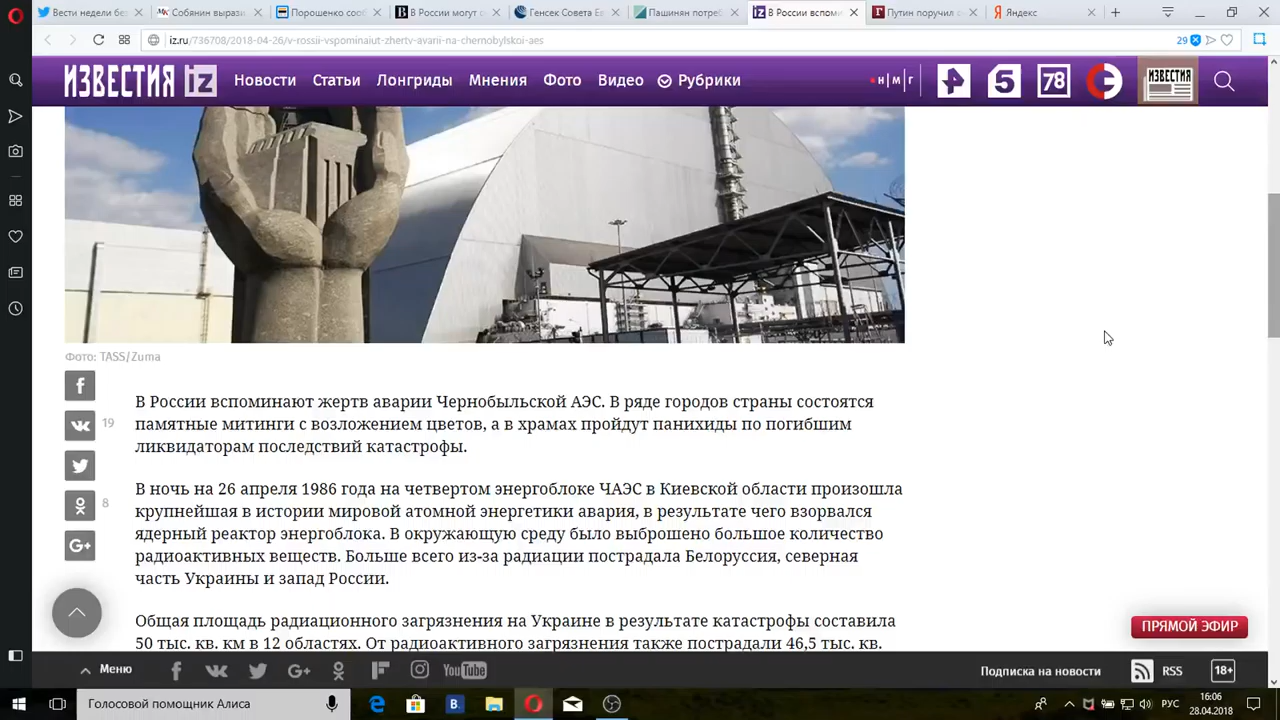 Вести недели без
Собянин вырази
Порошенко сооб
В России могут
Генсек Совета Ев
Пашинян потреб
В России вспоми
Путин поручил с
Яндекс
iz.ru/736708/2018-04-26/v-rossii-vspominaiut-zhertv-avarii-na-chernobylskoi-aes
29
ИЗВЕСТИЯ iz
Новости Статьи Лонгриды Мнения Фото Видео Рубрики
н|м|г
5
78
ИЗВЕСТИЯ
Фото: TASS/Zuma
19
8
В России вспоминают жертв аварии Чернобыльской АЭС. В ряде городов страны состоятся
памятные митинги с возложением цветов, а в храмах пройдут панихиды по погибшим
ликвидаторам последствий катастрофы.
В ночь на 26 апреля 1986 года на четвертом энергоблоке ЧАЭС в Киевской области произошла
крупнейшая в истории мировой атомной энергетики авария, в результате чего взорвался
ядерный реактор энергоблока. В окружающую среду было выброшено большое количество
радиоактивных веществ. Больше всего из-за радиации пострадала Белоруссия, северная
часть Украины и запад России.
Общая площадь радиационного загрязнения на Украине в результате катастрофы составила
50 тыс. кв. км в 12 областях. От радиоактивного загрязнения также пострадали 46,5 тыс. кв.
ПРЯМОЙ ЭФИР
Меню
YouTube
Подписка на новости
RSS
18+
Голосовой помощник Алиса
РУС
16:06
28.04.2018